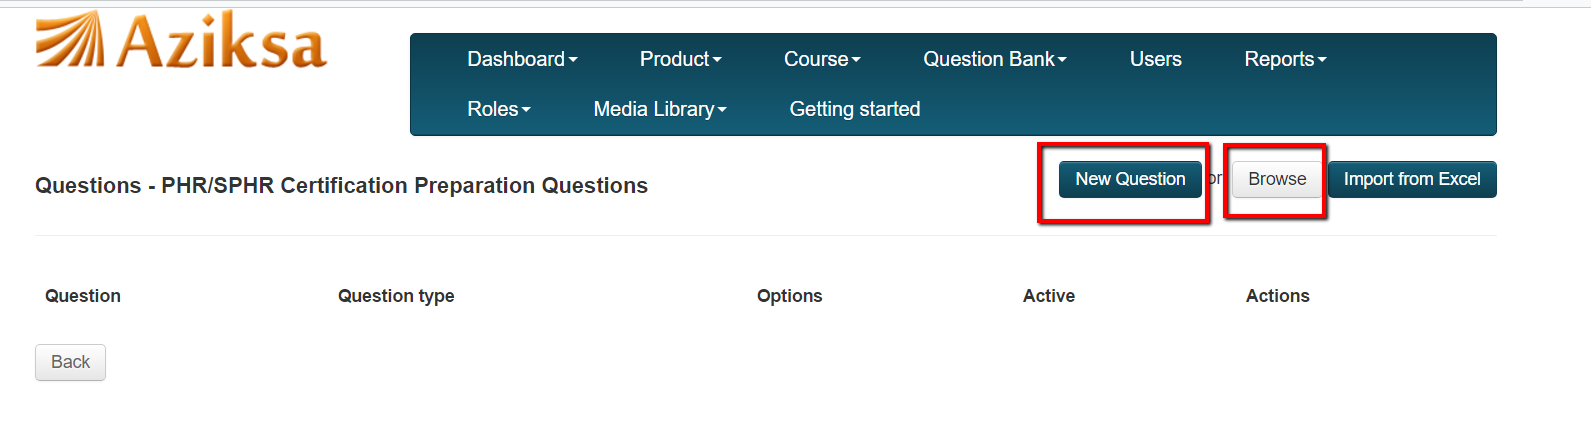 Aziksa
Dashboard Product Course Question Bank Users Reports
Roles Media Library Getting started
Questions - PHR/SPHR Certification Preparation Questions New Question or Browse Import from Excel
Question Question type Options Active Actions
Back